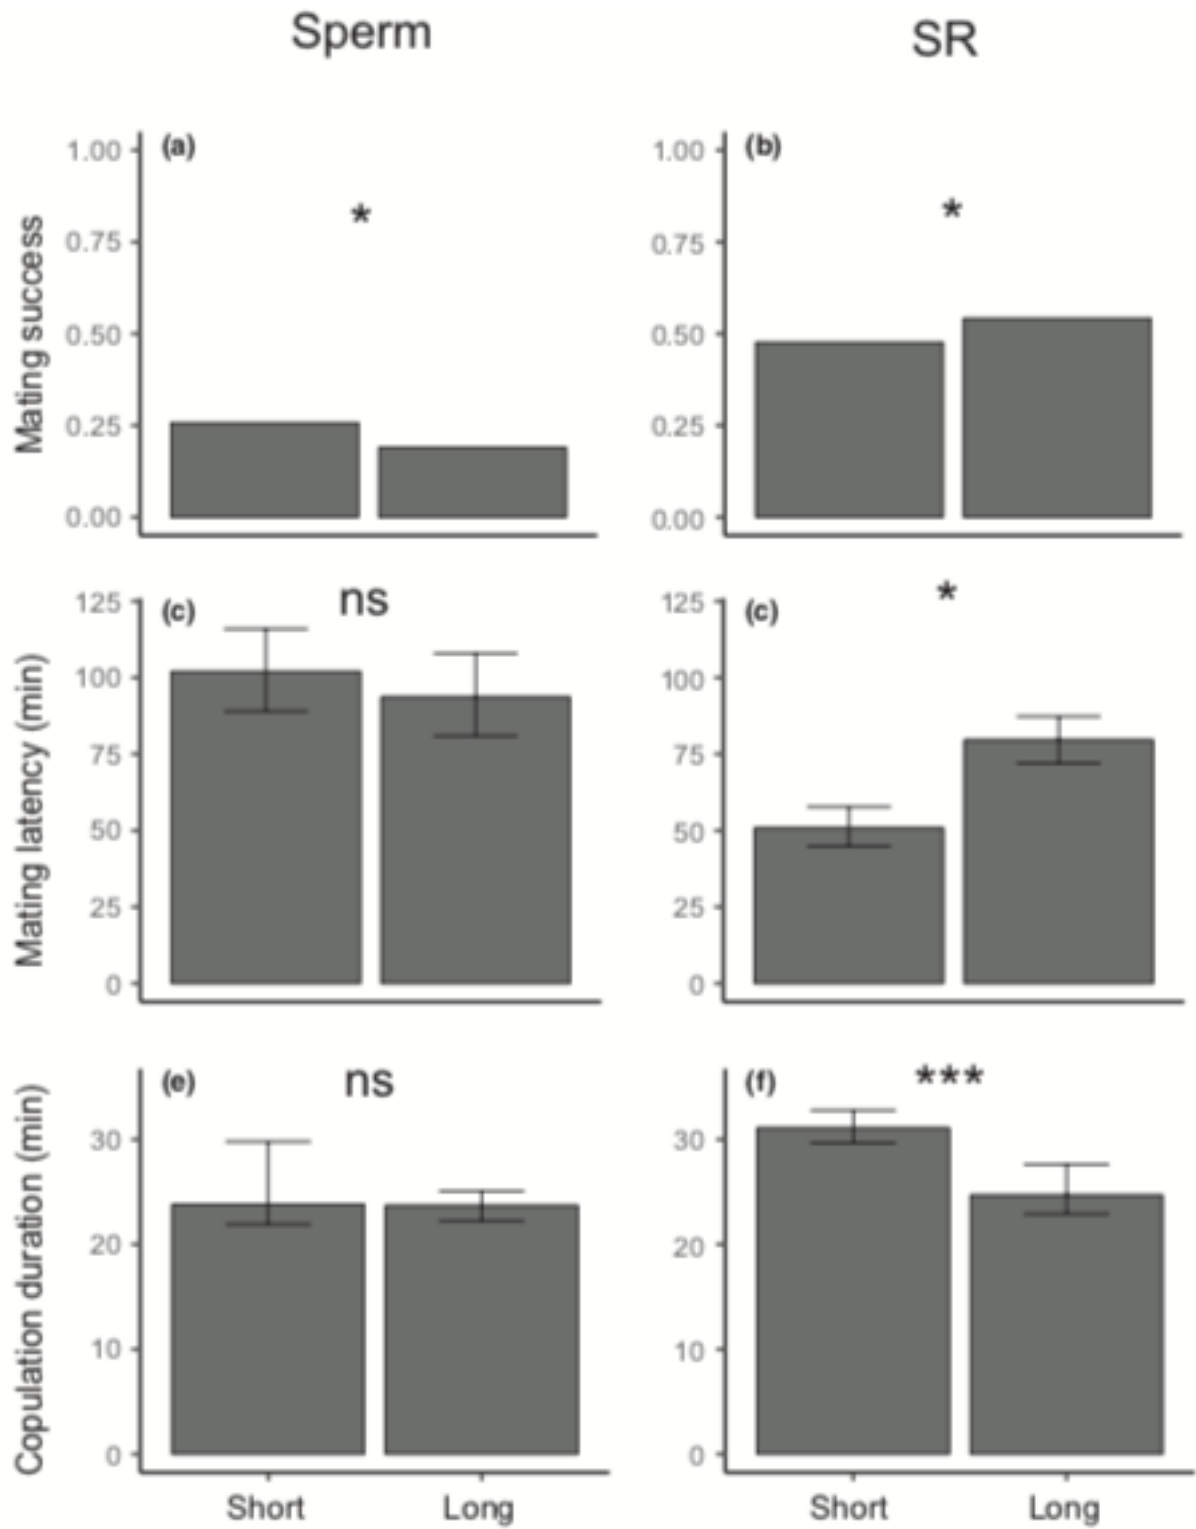 Sperm
SR
Mating success
1.00
0.75
0.50
0.25
0.00
(a)
*
1.00
0.75
0.50
0.25
0.00
(b)
*
Mating latency (min)
125
100
75
50
25
0
(c)
ns
125
100
75
50
25
0
(c)
*
Copulation duration (min)
30
20
10
0
(e)
ns
Short
Long
30
20
10
0
(f)
***
Short
Long